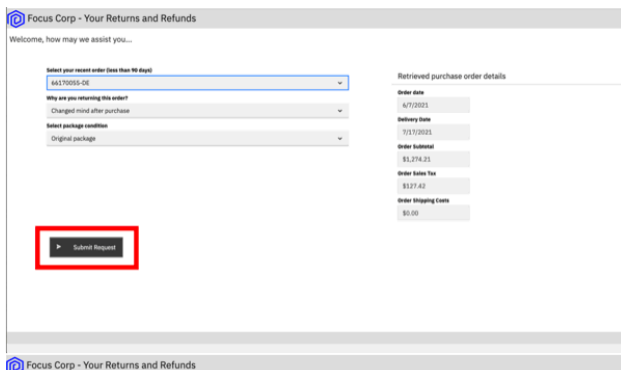 Focus Corp - Your Returns and Refunds
Welcome, how may we assist you...
Select your recent order (less than 90 days)
66170055-DE
Why are you returning this order?
Changed mind after purchase
Select package condition
Original package
Submit Request
Retrieved purchase order details
Order date
6/7/2021
Delivery Date
7/17/2021
Order Subtotal
$1,274.21
Order Sales Tax
$127.42
Order Shipping Costs
$0.00
Focus Corp - Your Returns and Refunds